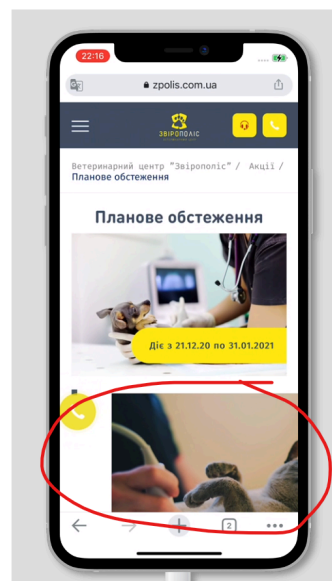 22:16
zpolis.com.ua
ЗВІРОПОЛІС
Ветеринарний центр "Звірополіс" / Акції /
Планове обстеження
Планове обстеження
Діє з 21.12.20 по 31.01.2021
2